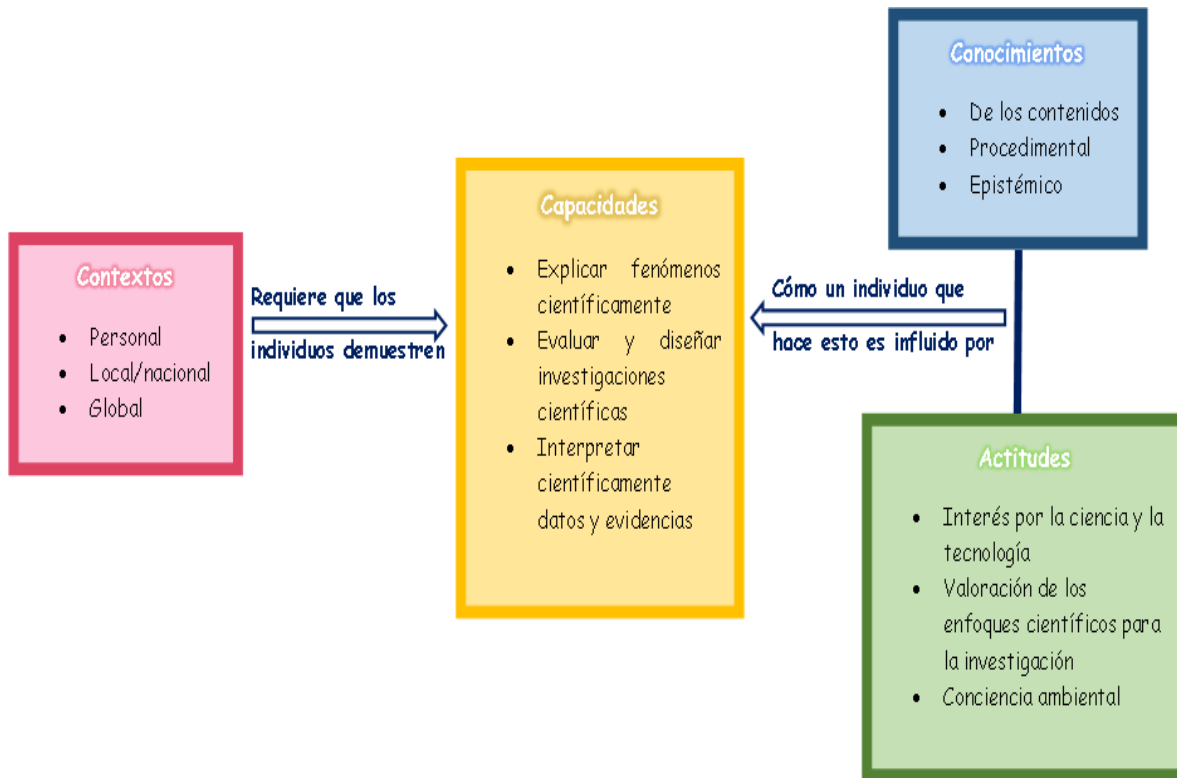 Contextos
• Personal
• Local/nacional
• Global
Requiere que los
individuos demuestren
Capacidades
• Explicar fenómenos
científicamente
• Evaluar y diseñar
investigaciones
científicas
• Interpretar
científicamente
datos y evidencias
Cómo un individuo que
hace esto es influido por
Conocimientos
• De los contenidos
• Procedimental
• Epistémico
Actitudes
• Interés por la ciencia y la
tecnología
• Valoración de los
enfoques científicos para
la investigación
• Conciencia ambiental